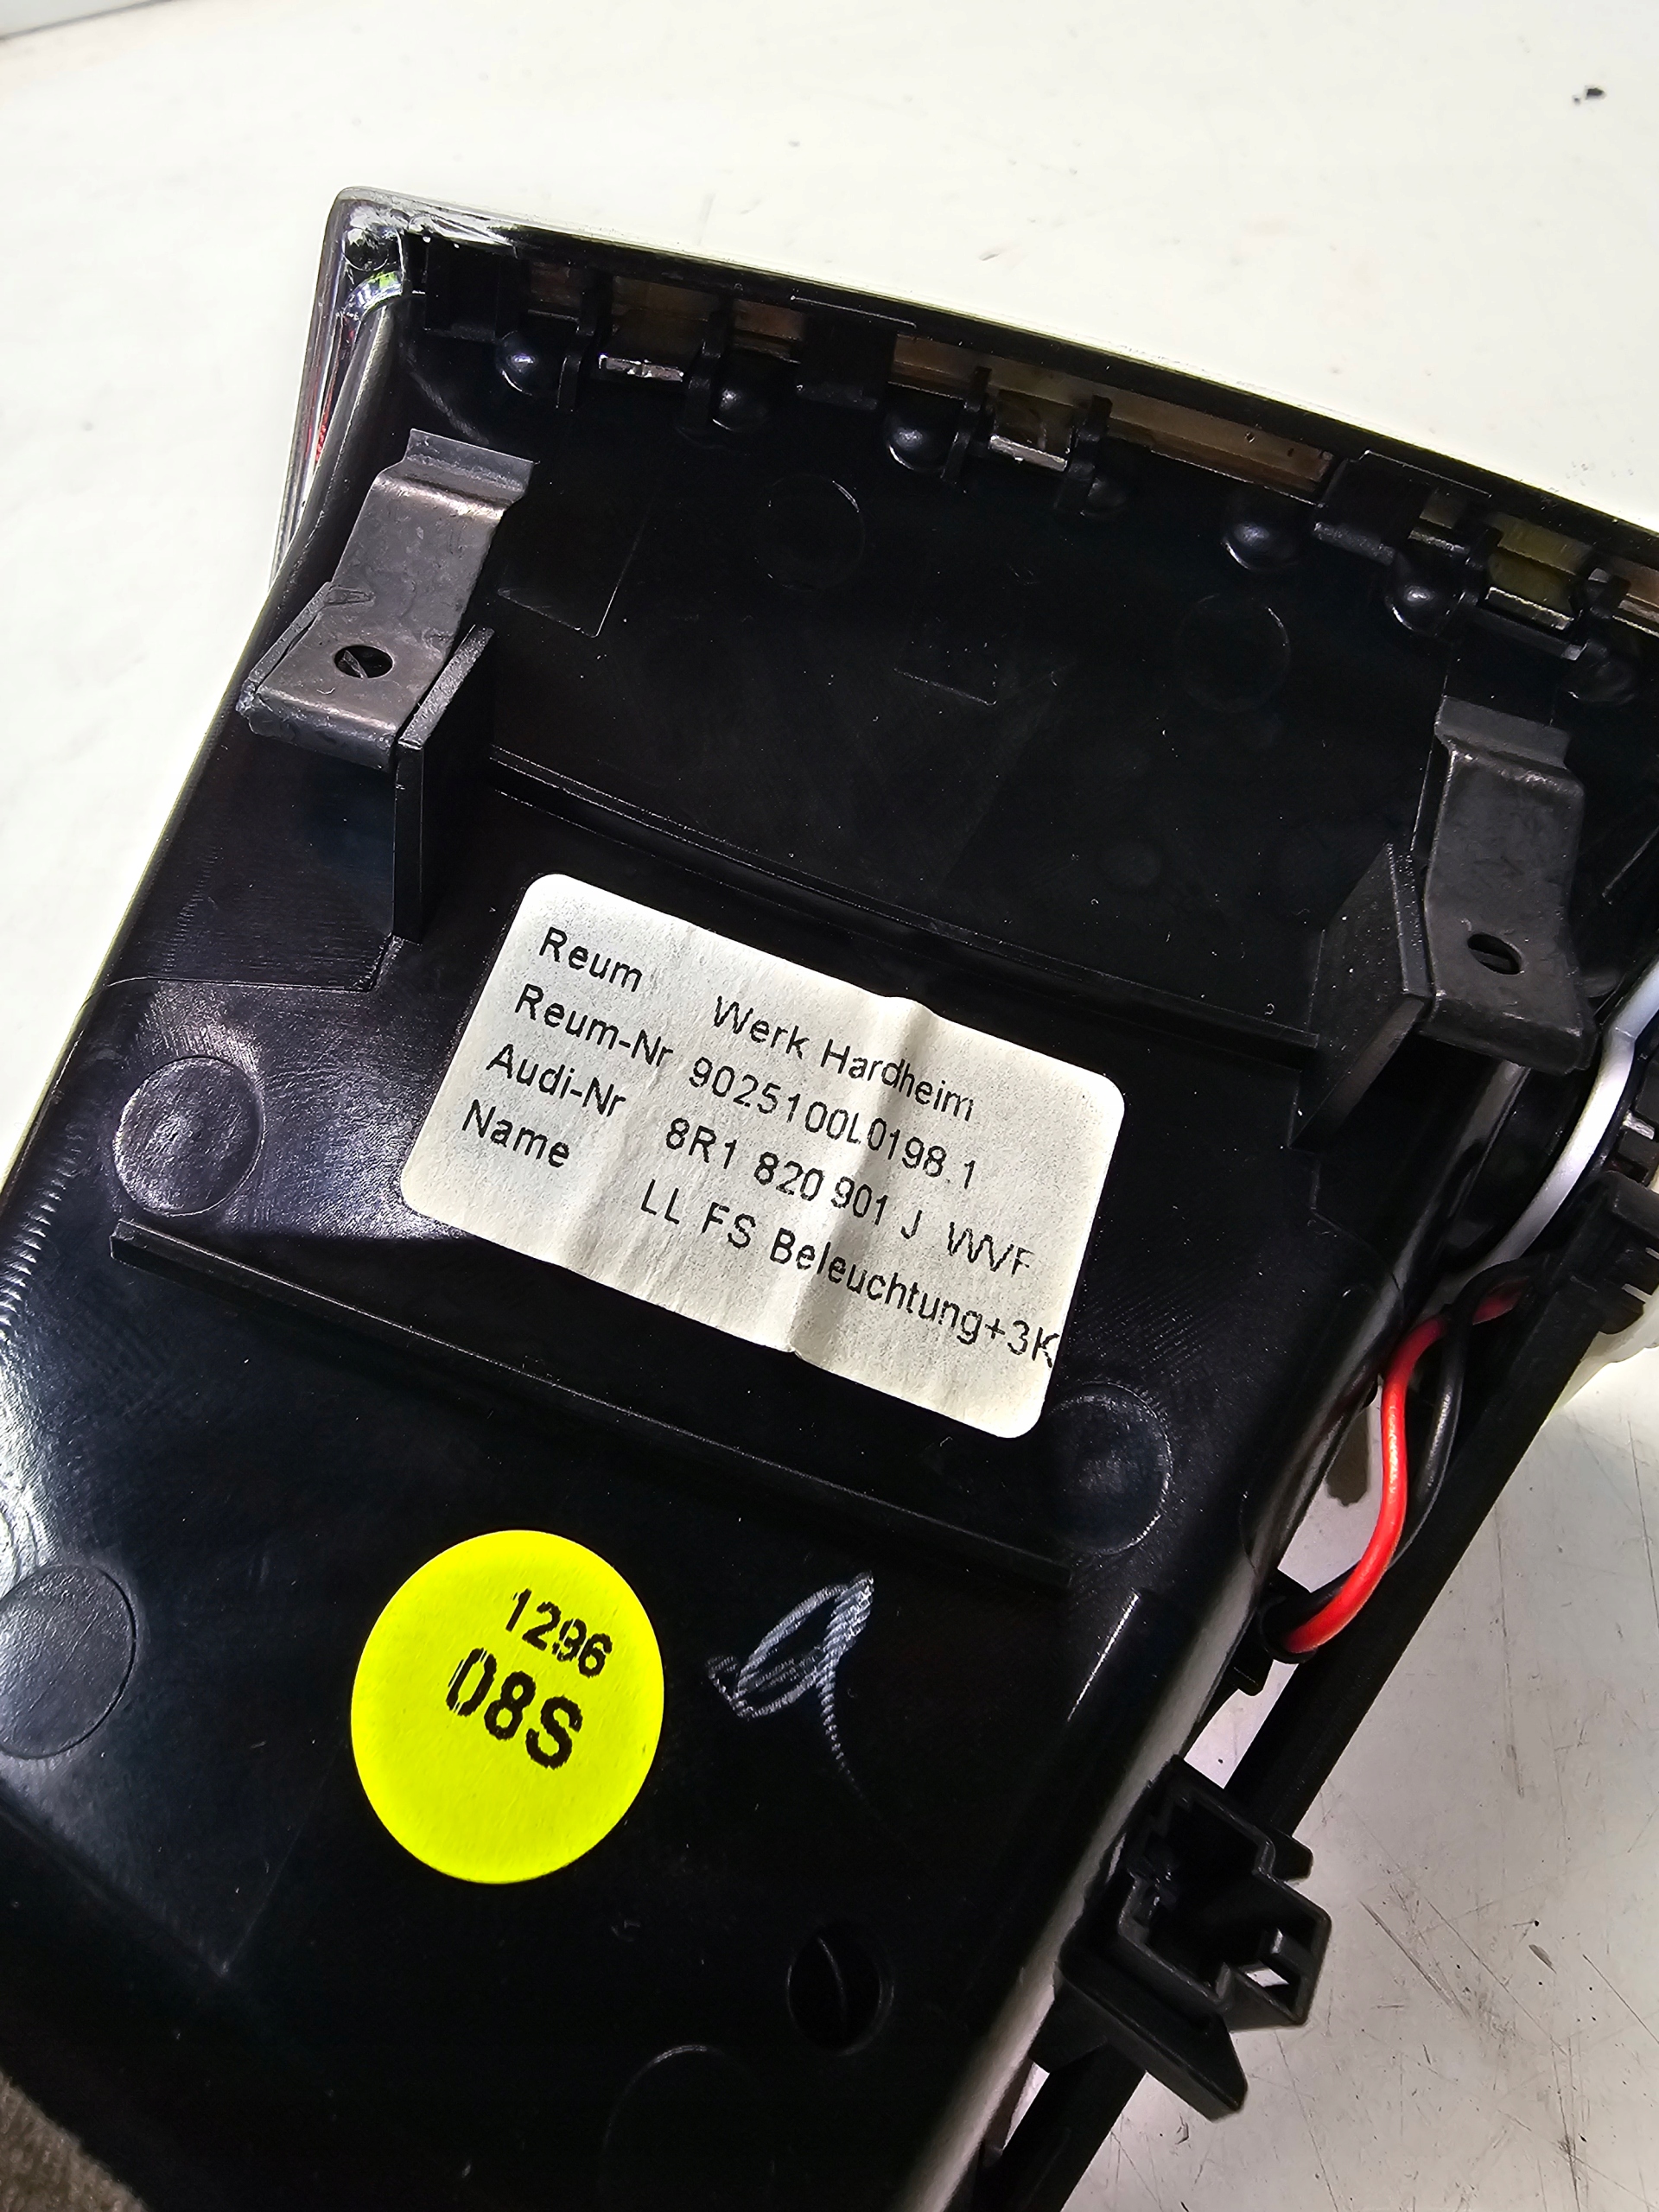 Reum Werk Hardheim
Reum-Nr 9025100L0198.1
Audi-Nr 8R1 820 901 J WVF
Name LL FS Beleuchtung+3K
1296
08S